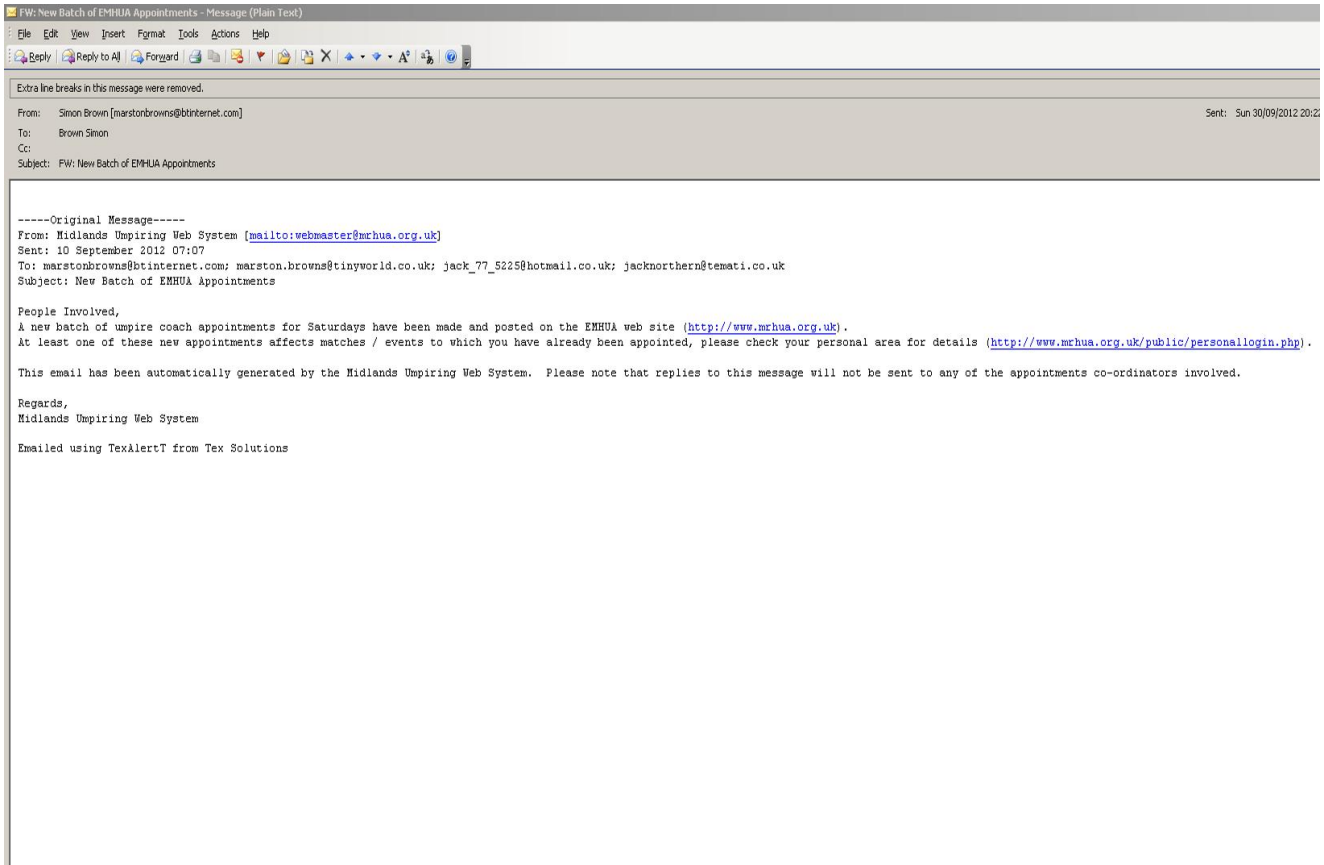 FW: New Batch of EMHUA Appointments - Message (Plain Text)
File Edit View Insert Format Tools Actions Help
Reply Reply to All Forward
Extra line breaks in this message were removed.
From: Simon Brown [marstonbrowns@btinternet.com] Sent: Sun 30/09/2012 20:22
To: Brown Simon
Cc:
Subject: FW: New Batch of EMHUA Appointments
-----Original Message-----
From: Midlands Umpiring Web System [mailto:webmaster@mrhua.org.uk]
Sent: 10 September 2012 07:07
To: marstonbrowns@btinternet.com; marston.browns@tinyworld.co.uk; jack_77_5225@hotmail.co.uk; jacknorthern@temati.co.uk
Subject: New Batch of EMHUA Appointments
People Involved,
A new batch of umpire coach appointments for Saturdays have been made and posted on the EMHUA web site (http://www.mrhua.org.uk).
At least one of these new appointments affects matches / events to which you have already been appointed, please check your personal area for details (http://www.mrhua.org.uk/public/personallogin.php).
This email has been automatically generated by the Midlands Umpiring Web System. Please note that replies to this message will not be sent to any of the appointments co-ordinators involved.
Regards,
Midlands Umpiring Web System
Emailed using TexAlertT from Tex Solutions